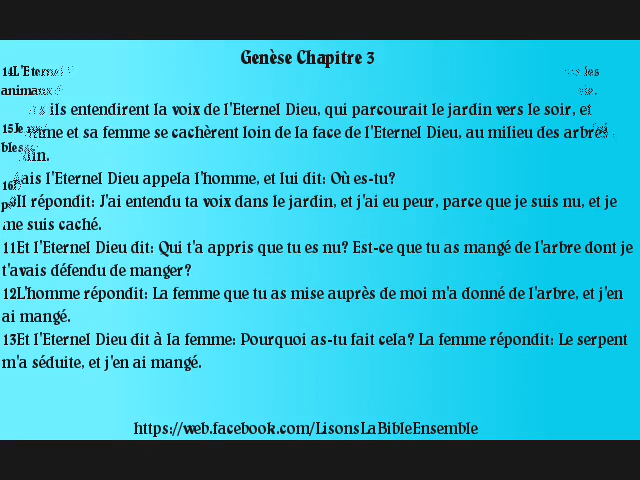 Genèse Chapitre 3
14L'Eternel les
animaux
ils entendirent la voix de l'Eternel Dieu, qui parcourait le jardin vers le soir, et
15Je et sa femme se cachèrent loin de la face de l'Eternel Dieu, au milieu des arbres
l'Eternel Dieu appela l'homme, et lui dit: Où es-tu?
Il répondit: J'ai entendu ta voix dans le jardin, et j'ai eu peur, parce que je suis nu, et je
me suis caché.
11Et l'Eternel Dieu dit: Qui t'a appris que tu es nu? Est-ce que tu as mangé de l'arbre dont je
t'avais défendu de manger?
12L'homme répondit: La femme que tu as mise auprès de moi m'a donné de l'arbre, et j'en
ai mangé.
13Et l'Eternel Dieu dit à la femme: Pourquoi as-tu fait cela? La femme répondit: Le serpent
m'a séduite, et j'en ai mangé.
https://web.facebook.com/LisonsLaBibleEnsemble